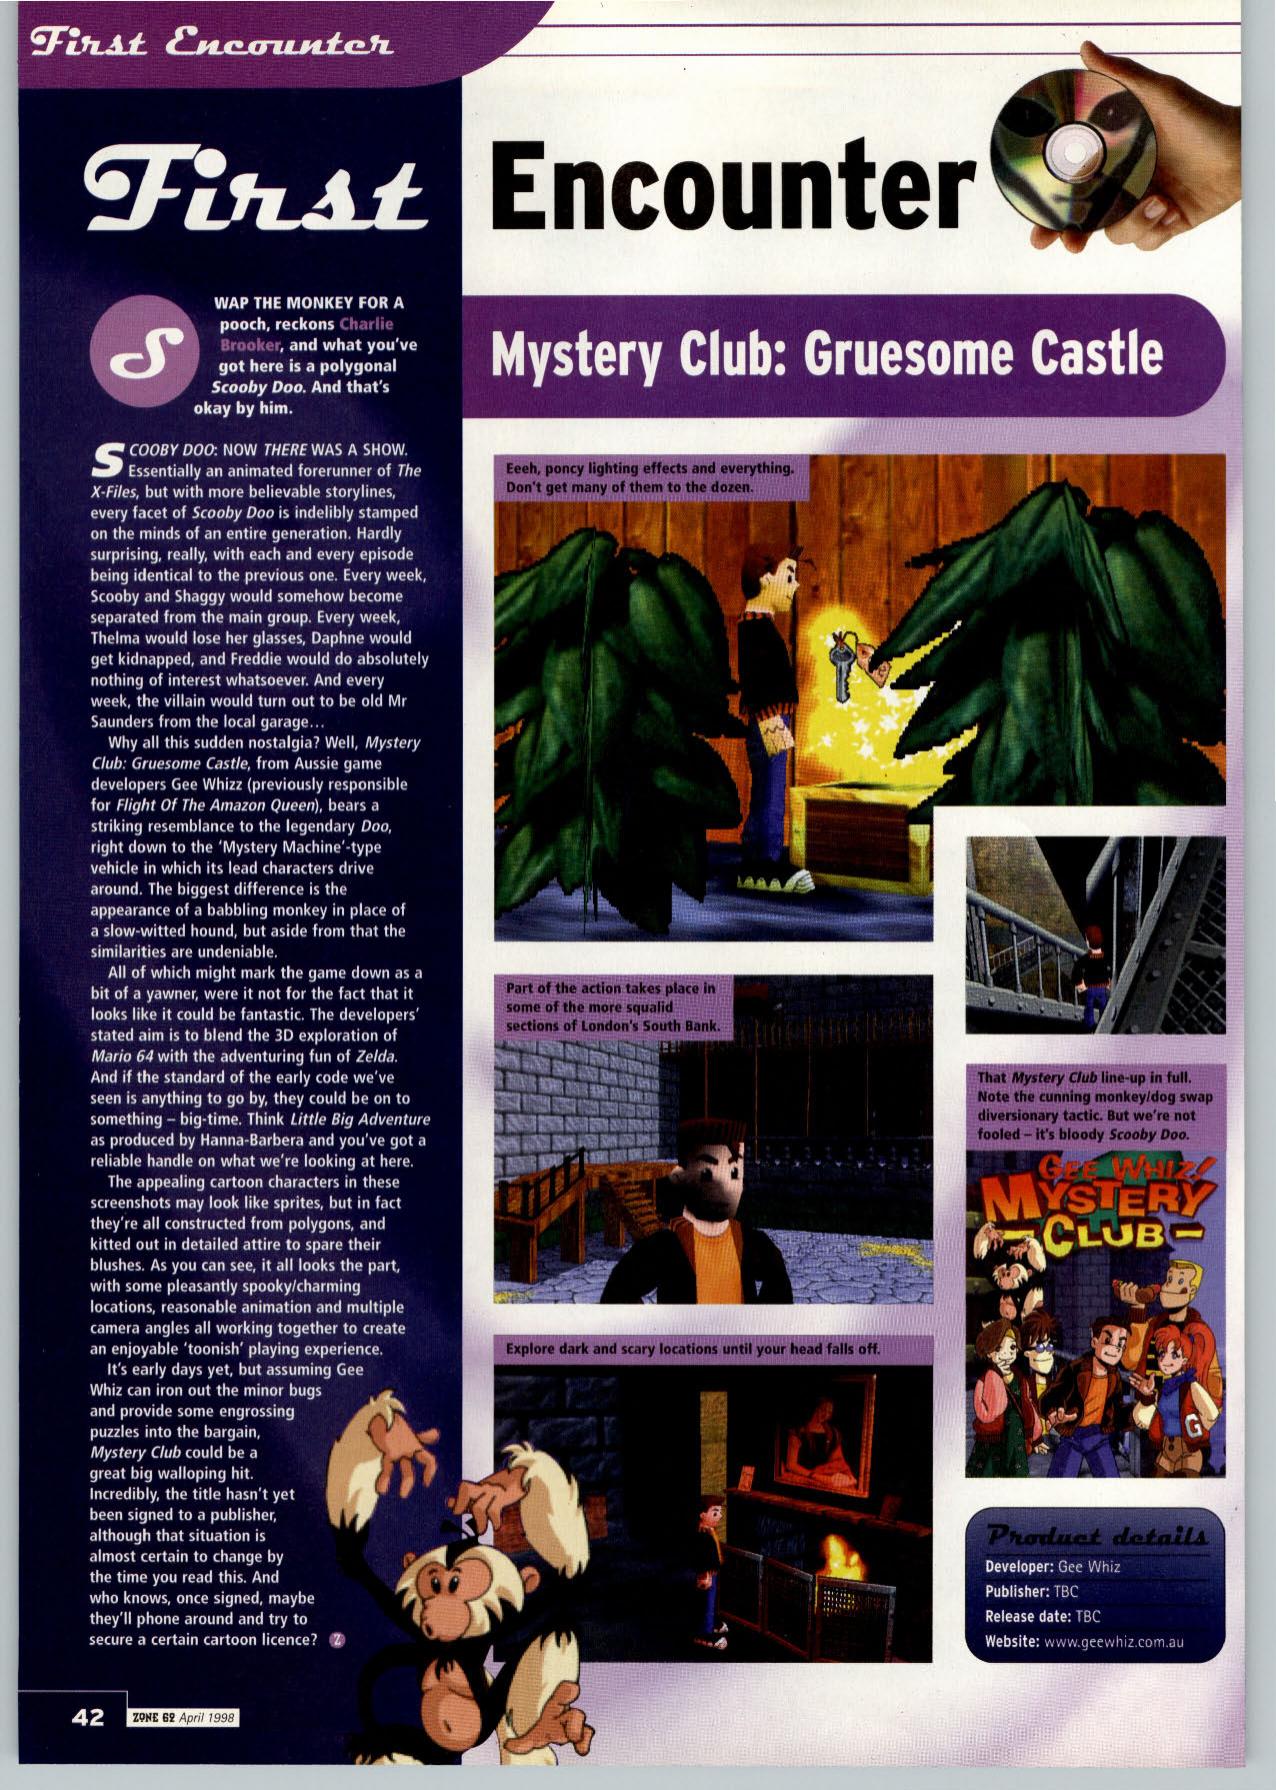 First Encounter
First Encounter
Mystery Club: Gruesome Castle
SWAP THE MONKEY FOR A
pooch, reckons Charlie
Brooker, and what you've
got here is a polygonal
Scooby Doo. And that's
okay by him.
SCOOBY DOO: NOW THERE WAS A SHOW.
Essentially an animated forerunner of The
X-Files, but with more believable storylines,
every facet of Scooby Doo is indelibly stamped
on the minds of an entire generation. Hardly
surprising, really, with each and every episode
being identical to the previous one. Every week,
Scooby and Shaggy would somehow become
separated from the main group. Every week,
Thelma would lose her glasses, Daphne would
get kidnapped, and Freddie would do absolutely
nothing of interest whatsoever. And every
week, the villain would turn out to be old Mr
Saunders from the local garage...
Why all this sudden nostalgia? Well, Mystery
Club: Gruesome Castle, from Aussie game
developers Gee Whizz (previously responsible
for Flight Of The Amazon Queen), bears a
striking resemblance to the legendary Doo,
right down to the 'Mystery Machine'-type
vehicle in which its lead characters drive
around. The biggest difference is the
appearance of a babbling monkey in place of
a slow-witted hound, but aside from that the
similarities are undeniable.
All of which might mark the game down as a
bit of a yawner, were it not for the fact that it
looks like it could be fantastic. The developers'
stated aim is to blend the 3D exploration of
Mario 64 with the adventuring fun of Zelda.
And if the standard of the early code we've
seen is anything to go by, they could be on to
something – big-time. Think Little Big Adventure
as produced by Hanna-Barbera and you've got a
reliable handle on what we're looking at here.
The appealing cartoon characters in these
screenshots may look like sprites, but in fact
they're all constructed from polygons, and
kitted out in detailed attire to spare their
blushes. As you can see, it all looks the part,
with some pleasantly spooky/charming
locations, reasonable animation and multiple
camera angles all working together to create
an enjoyable 'toonish' playing experience.
It's early days yet, but assuming Gee
Whiz can iron out the minor bugs
and provide some engrossing
puzzles into the bargain,
Mystery Club could be a
great big walloping hit.
Incredibly, the title hasn't yet
been signed to a publisher,
although that situation is
almost certain to change by
the time you read this. And
who knows, once signed, maybe
they'll phone around and try to
secure a certain cartoon licence? Z
Eeeh, poncy lighting effects and everything.
Don't get many of them to the dozen.
Part of the action takes place in
some of the more squalid
sections of London's South Bank.
Explore dark and scary locations until your head falls off.
That Mystery Club line-up in full.
Note the cunning monkey/dog swap
diversionary tactic. But we're not
fooled – it's bloody Scooby Doo.
GEE WHIZ!
MYSTERY
- CLUB -
G
Product details
Developer: Gee Whiz
Publisher: TBC
Release date: TBC
Website: www.geewhiz.com.au
42 ZONE 62 April 1998